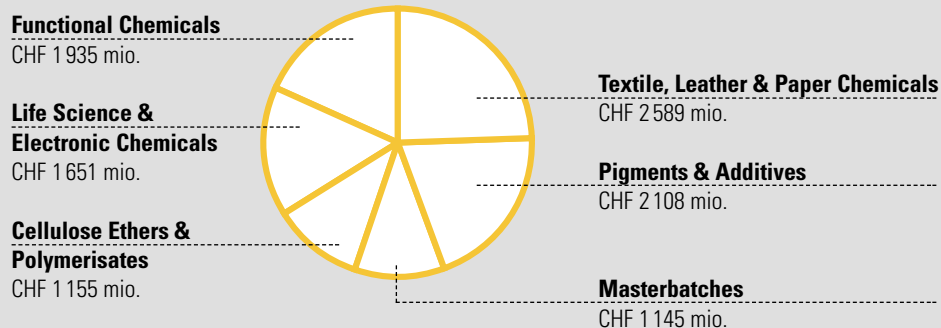 Functional Chemicals
CHF 1 935 mio.
Life Science &
Electronic Chemicals
CHF 1 651 mio.
Cellulose Ethers &
Polymerisates
CHF 1 155 mio.
Textile, Leather & Paper Chemicals
CHF 2 589 mio.
Pigments & Additives
CHF 2 108 mio.
Masterbatches
CHF 1 145 mio.